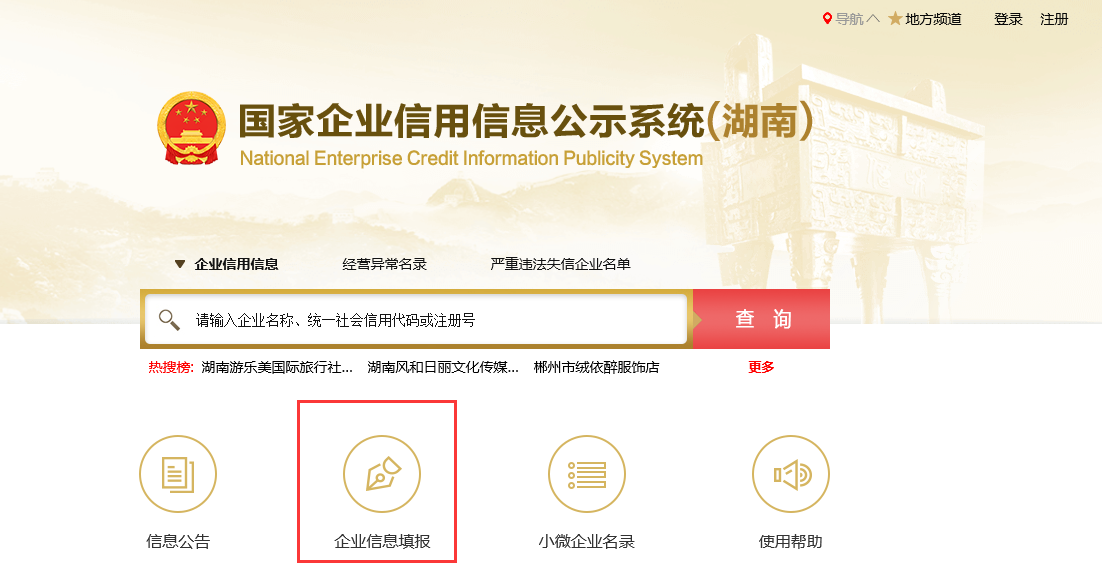 导航 地方频道 登录 注册
国家企业信用信息公示系统(湖南)
National Enterprise Credit Information Publicity System
企业信用信息 经营异常名录 严重违法失信企业名单
请输入企业名称、统一社会信用代码或注册号 查 询
热搜榜: 湖南游乐美国际旅行社... 湖南风和日丽文化传媒... 郴州市绒依醉服饰店 更多
信息公告 企业信息填报 小微企业名录 使用帮助